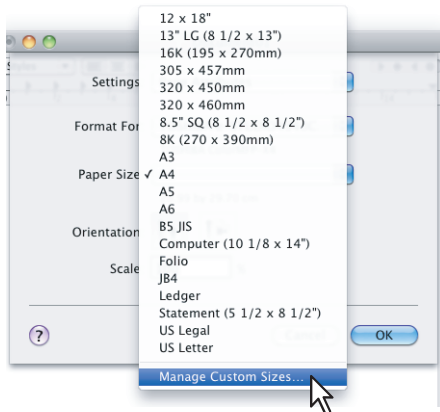 12 x 18"
13" LG (8 1/2 x 13")
16K (195 x 270mm)
305 x 457mm
Settings
320 x 450mm
320 x 460mm
Format For
8.5" SQ (8 1/2 x 8 1/2")
8K (270 x 390mm)
A3
Paper Size ✓ A4
A5
A6
Orientation
B5 JIS
Computer (10 1/8 x 14")
Folio
Scale
JB4
Ledger
Statement (5 1/2 x 8 1/2")
US Legal
? Cancel OK
US Letter
Manage Custom Sizes...